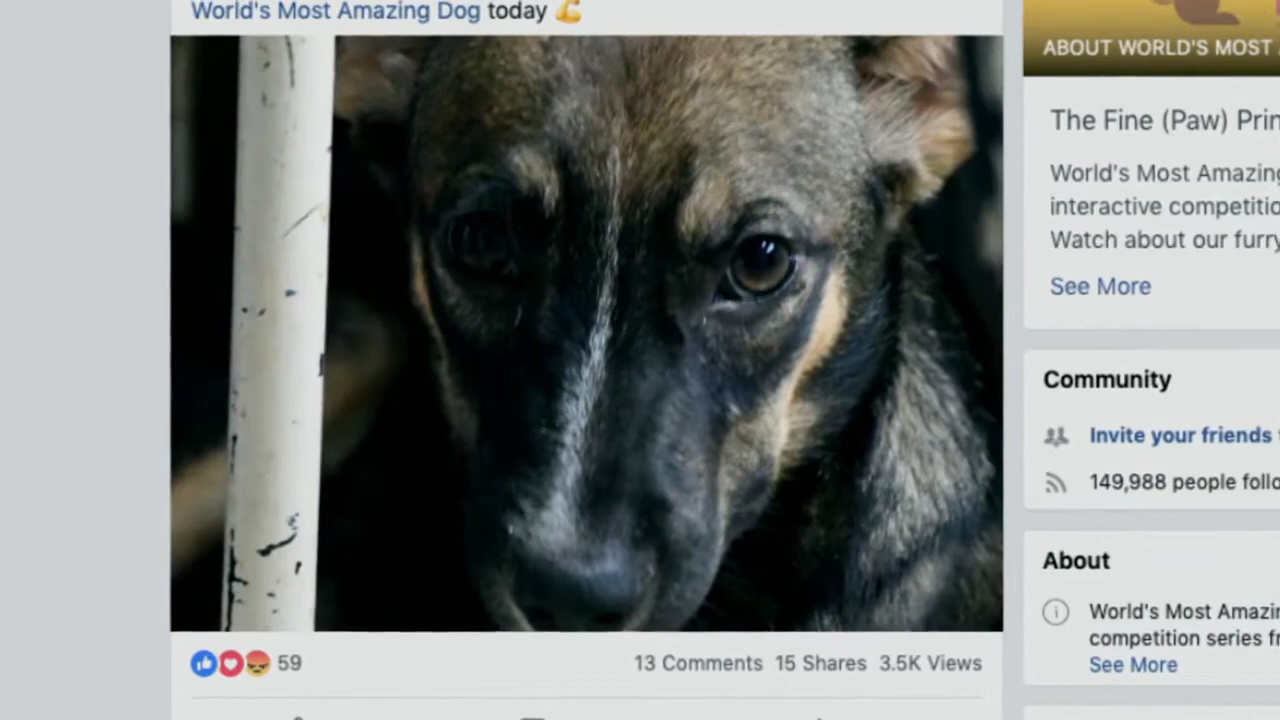 World's Most Amazing Dog today 💪
59
13 Comments 15 Shares 3.5K Views
ABOUT WORLD'S MOST
The Fine (Paw) Prin
World's Most Amazing
interactive competitio
Watch about our furry
See More
Community
Invite your friends
149,988 people follo
About
World's Most Amazin
competition series fr
See More